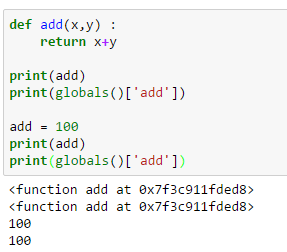 def add(x,y) :
    return x+y
print(add)
print(globals()['add'])
add = 100
print(add)
print(globals()['add'])
<function add at 0x7f3c911fded8>
<function add at 0x7f3c911fded8>
100
100